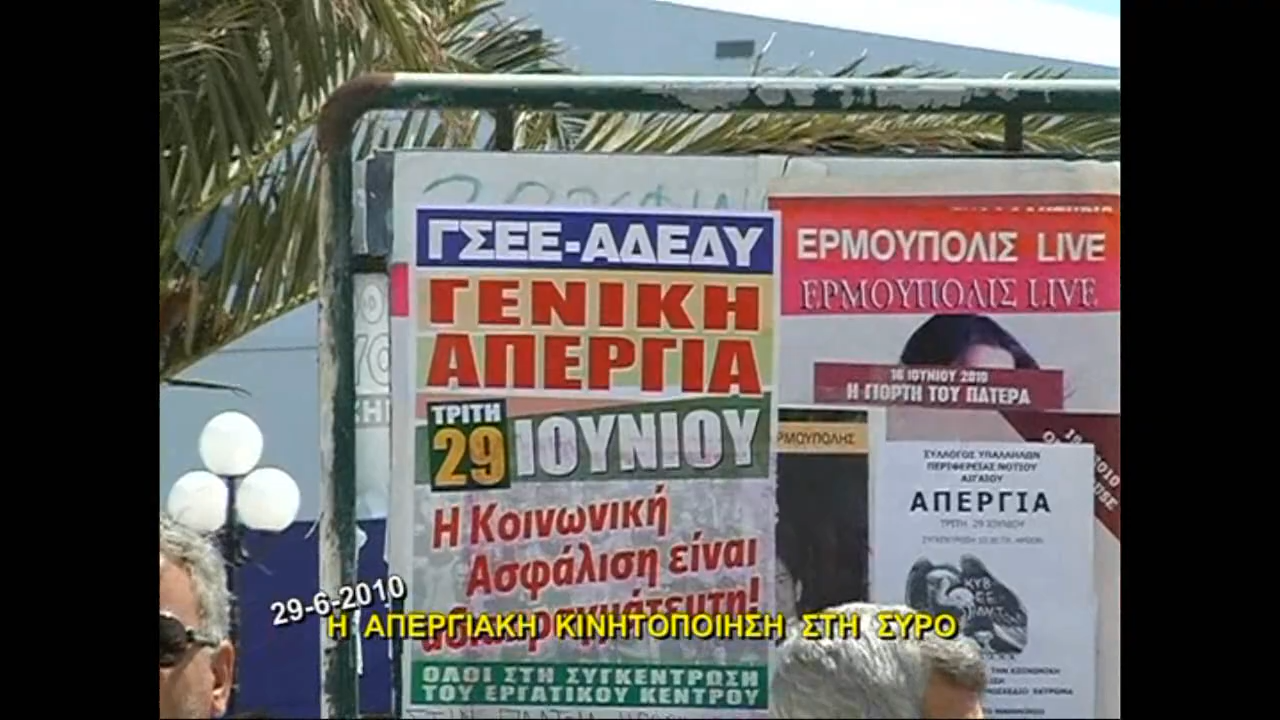 ΓΣΕΕ-ΑΔΕΔΥ
ΓΕΝΙΚΗ
ΑΠΕΡΓΙΑ
ΤΡΙΤΗ
29 ΙΟΥΝΙΟΥ
Η Κοινωνική
Ασφάλιση είναι
αδιαπραγμάτευτη!
ΟΛΟΙ ΣΤΗ ΣΥΓΚΕΝΤΡΩΣΗ
ΤΟΥ ΕΡΓΑΤΙΚΟΥ ΚΕΝΤΡΟΥ
ΕΡΜΟΥΠΟΛΙΣ LIVE
ΕΡΜΟΥΠΟΛΙΣ LIVE
16 ΙΟΥΝΙΟΥ 2010
Η ΓΙΟΡΤΗ ΤΟΥ ΠΑΤΕΡΑ
ΡΜΟΥΠΟΛΗΣ
ΣΥΛΛΟΓΟΣ ΥΠΑΛΛΗΛΩΝ
ΠΕΡΙΦΕΡΕΙΑΣ ΝΟΤΙΟΥ
ΑΙΓΑΙΟΥ
ΑΠΕΡΓΙΑ
ΤΡΙΤΗ 29 ΙΟΥΝΙΟΥ
29-6-2010
Η ΑΠΕΡΓΙΑΚΗ ΚΙΝΗΤΟΠΟΙΗΣΗ ΣΤΗ ΣΥΡΟ